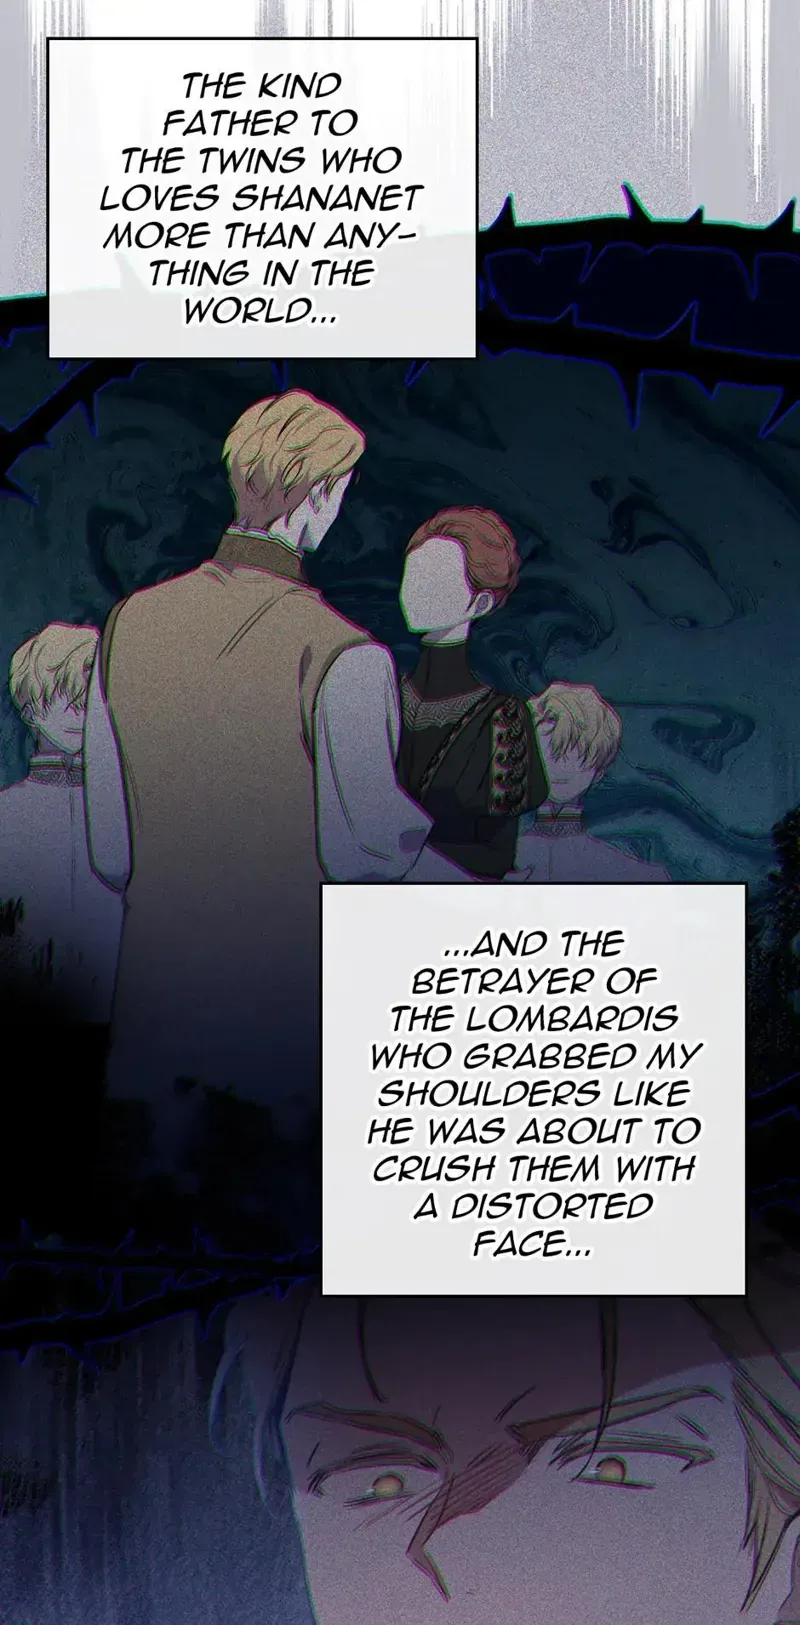 THE KIND
FATHER TO
THE TWINS WHO
LOVES SHANANET
MORE THAN ANY-
THING IN THE
WORLD...
...AND THE
BETRAYER OF
THE LOMBARDIS
WHO GRABBED MY
SHOULDERS LIKE
HE WAS ABOUT TO
CRUSH THEM WITH
A DISTORTED
FACE...